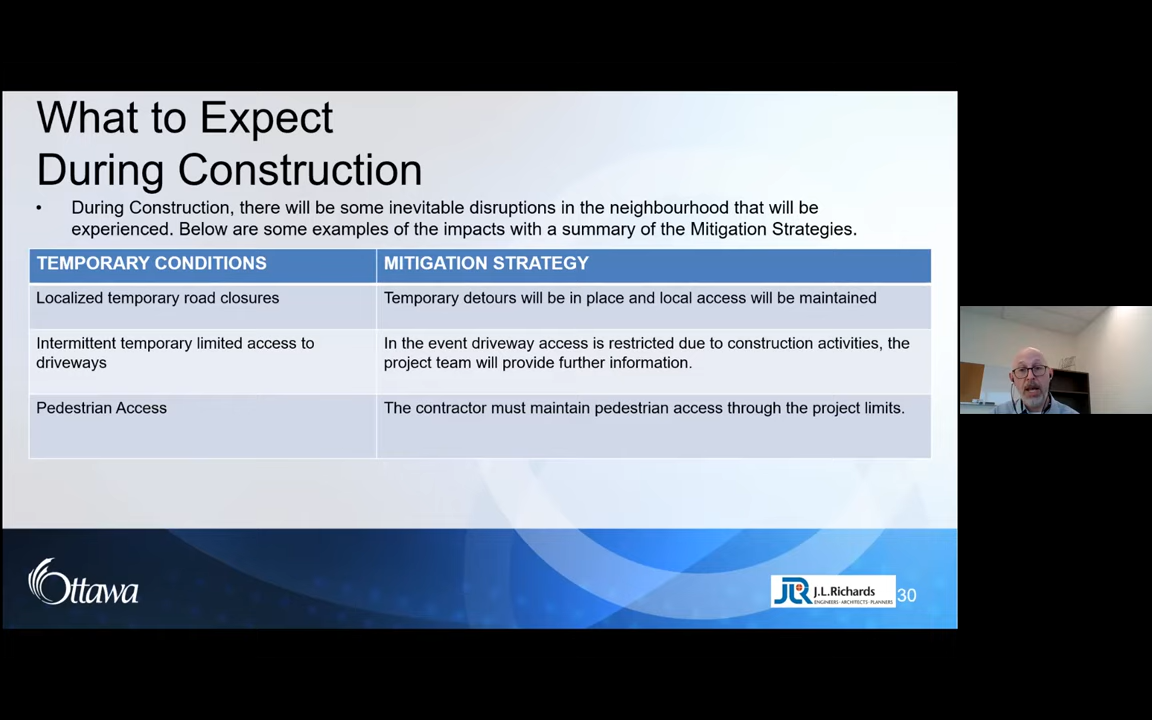 What to Expect
During Construction
• During Construction, there will be some inevitable disruptions in the neighbourhood that will be
experienced. Below are some examples of the impacts with a summary of the Mitigation Strategies.
TEMPORARY CONDITIONS
MITIGATION STRATEGY
Localized temporary road closures
Temporary detours will be in place and local access will be maintained
Intermittent temporary limited access to
driveways
In the event driveway access is restricted due to construction activities, the
project team will provide further information.
Pedestrian Access
The contractor must maintain pedestrian access through the project limits.
Ottawa
JLR
J.L.Richards
ENGINEERS · ARCHITECTS · PLANNERS
30